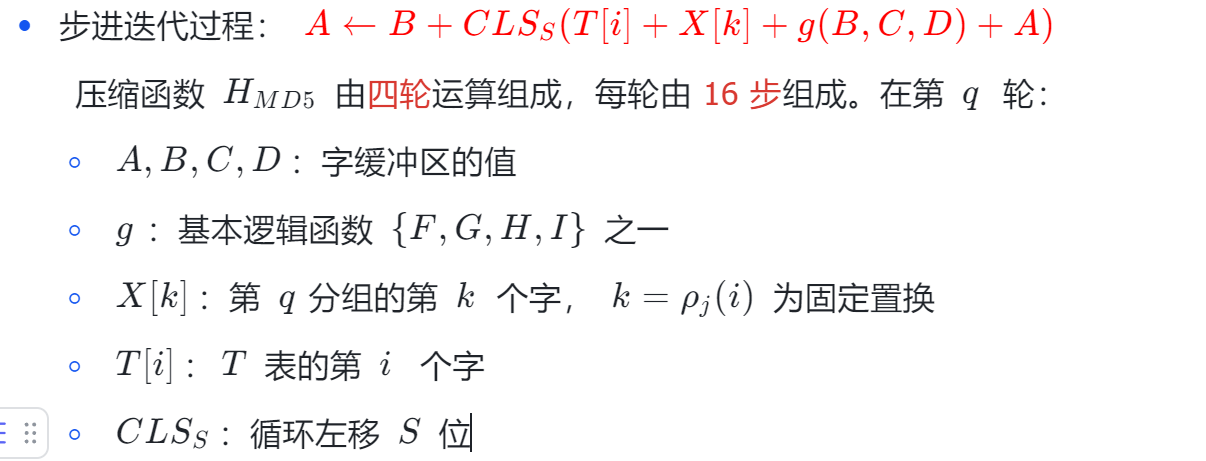 步进迭代过程： A ← B + CLS_S(T[i] + X[k] + g(B, C, D) + A)
压缩函数 H_{MD5} 由四轮运算组成，每轮由 16 步组成。在第 q 轮：
A, B, C, D：字缓冲区的值
g：基本逻辑函数 {F, G, H, I} 之一
X[k]：第 q 分组的第 k 个字， k = ρ_j(i) 为固定置换
T[i]： T 表的第 i 个字
CLS_S：循环左移 S 位